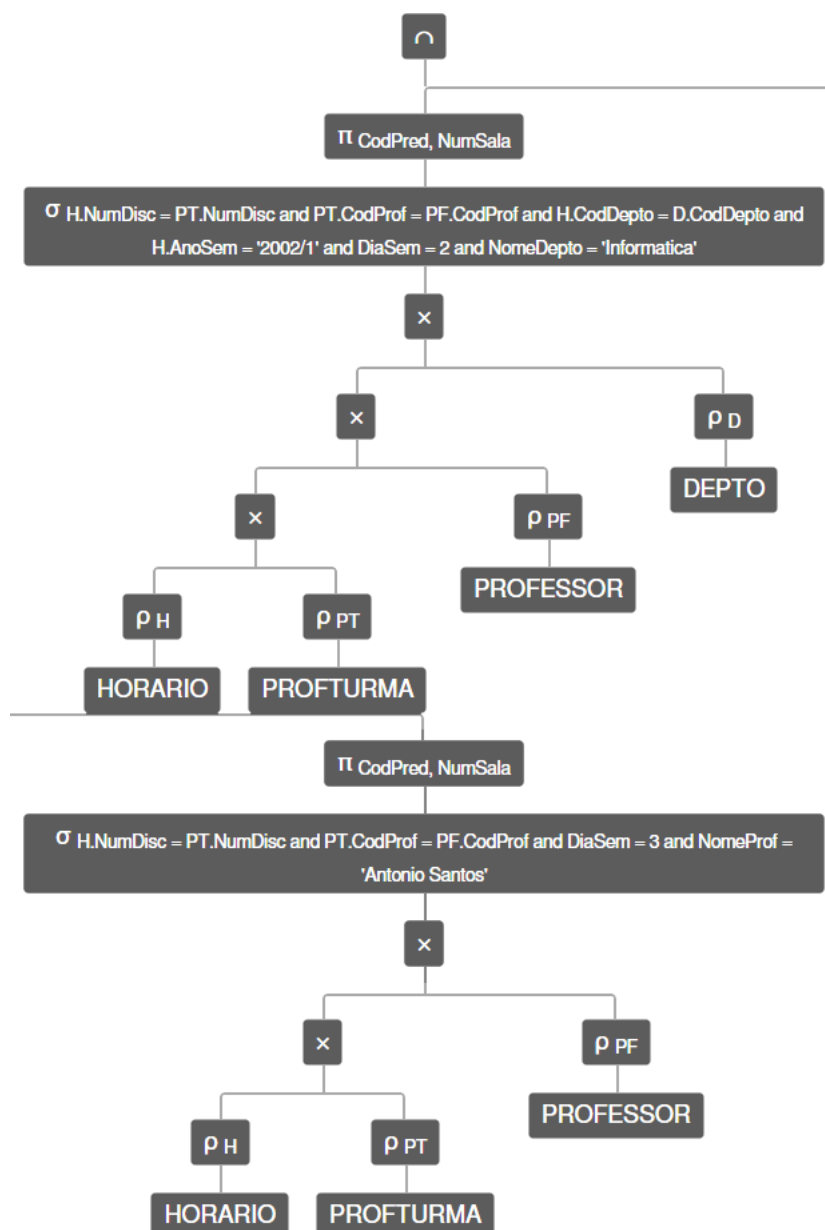 ∩
π CodPred, NumSala
σ H.NumDisc = PT.NumDisc and PT.CodProf = PF.CodProf and H.CodDepto = D.CodDepto and
H.AnoSem = '2002/1' and DiaSem = 2 and NomeDepto = 'Informatica'
×
× ρ D
DEPTO
× ρ PF
PROFESSOR
ρ H ρ PT
HORARIO PROFTURMA
π CodPred, NumSala
σ H.NumDisc = PT.NumDisc and PT.CodProf = PF.CodProf and DiaSem = 3 and NomeProf =
'Antonio Santos'
×
× ρ PF
PROFESSOR
ρ H ρ PT
HORARIO PROFTURMA